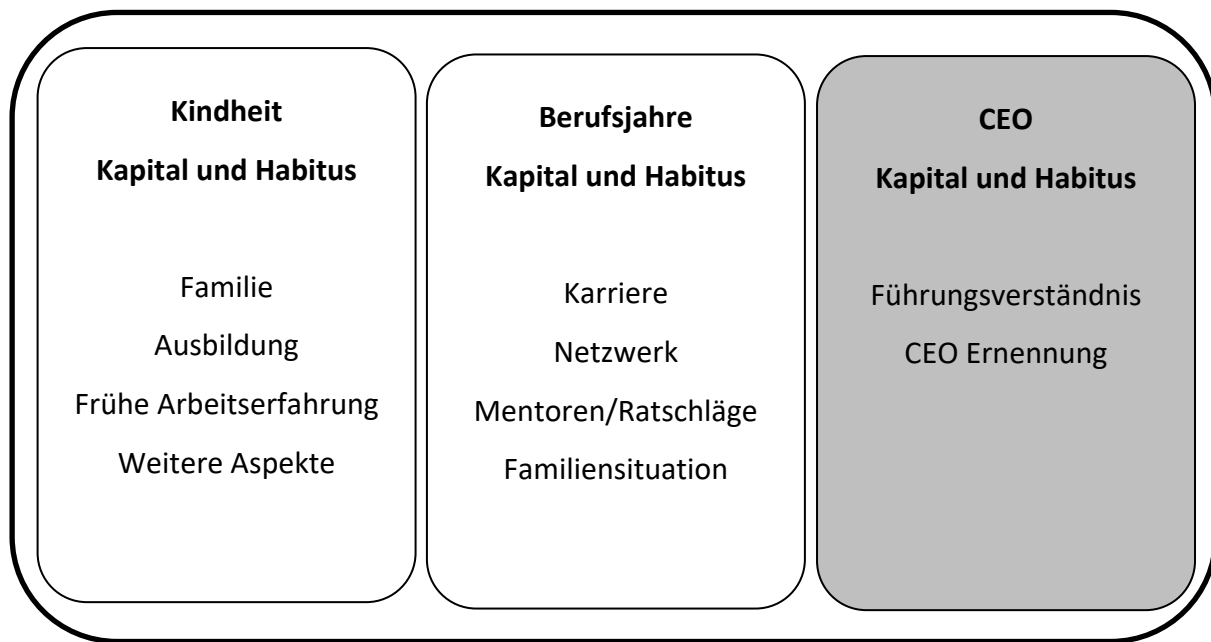 Kindheit
Kapital und Habitus
Familie
Ausbildung
Frühe Arbeitserfahrung
Weitere Aspekte
Berufsjahre
Kapital und Habitus
Karriere
Netzwerk
Mentoren/Ratschläge
Familiensituation
CEO
Kapital und Habitus
Führungsverständnis
CEO Ernennung